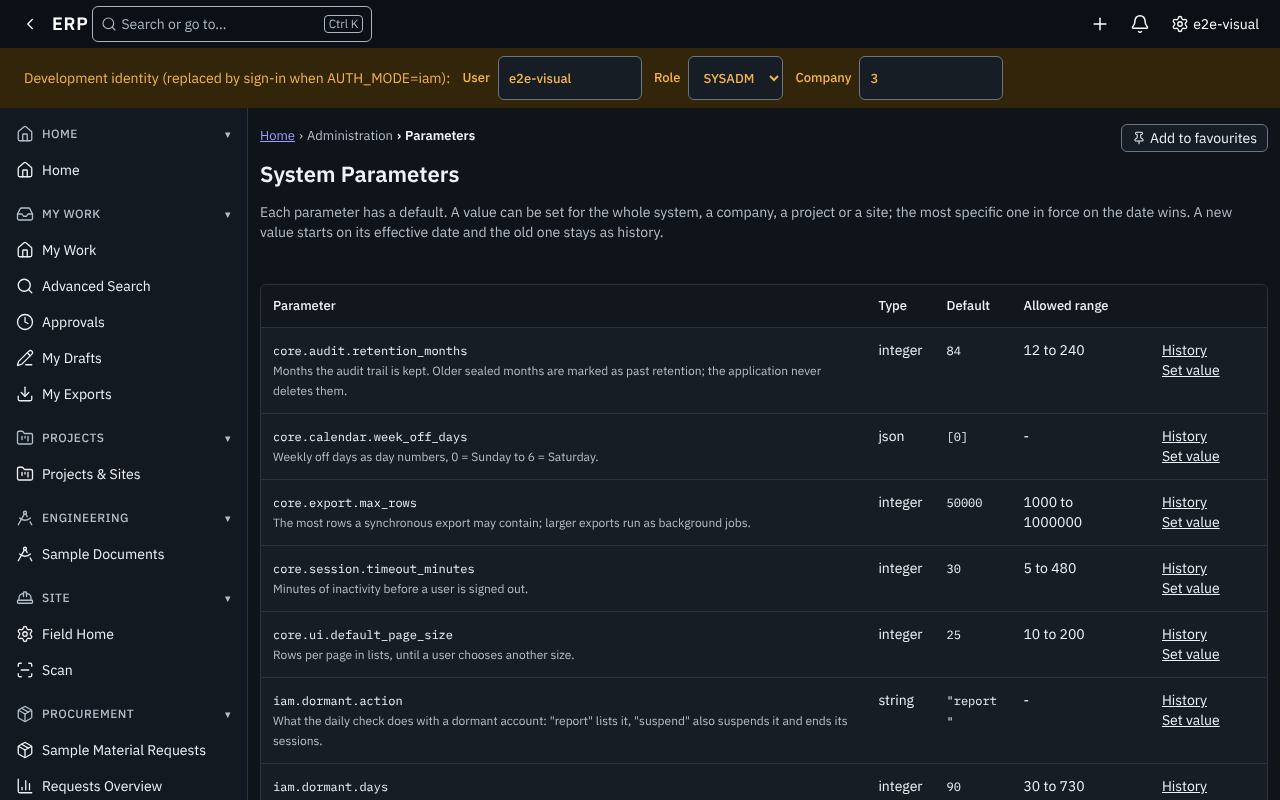 ERP
Search or go to...
Ctrl K
e2e-visual
Development identity (replaced by sign-in when AUTH_MODE=iam): User e2e-visual Role SYSADM Company 3
HOME
Home
MY WORK
My Work
Advanced Search
Approvals
My Drafts
My Exports
PROJECTS
Projects & Sites
ENGINEERING
Sample Documents
SITE
Field Home
Scan
PROCUREMENT
Sample Material Requests
Requests Overview
Home › Administration › Parameters
Add to favourites
System Parameters
Each parameter has a default. A value can be set for the whole system, a company, a project or a site; the most specific one in force on the date wins. A new
value starts on its effective date and the old one stays as history.
Parameter Type Default Allowed range
core.audit.retention_months integer 84 12 to 240 History
Months the audit trail is kept. Older sealed months are marked as past retention; the application never Set value
deletes them.
core.calendar.week_off_days json [0] - History
Weekly off days as day numbers, 0 = Sunday to 6 = Saturday. Set value
core.export.max_rows integer 50000 1000 to History
The most rows a synchronous export may contain; larger exports run as background jobs. 1000000 Set value
core.session.timeout_minutes integer 30 5 to 480 History
Minutes of inactivity before a user is signed out. Set value
core.ui.default_page_size integer 25 10 to 200 History
Rows per page in lists, until a user chooses another size. Set value
iam.dormant.action string "report - History
What the daily check does with a dormant account: "report" lists it, "suspend" also suspends it and ends its " Set value
sessions.
iam.dormant.days integer 90 30 to 730 History